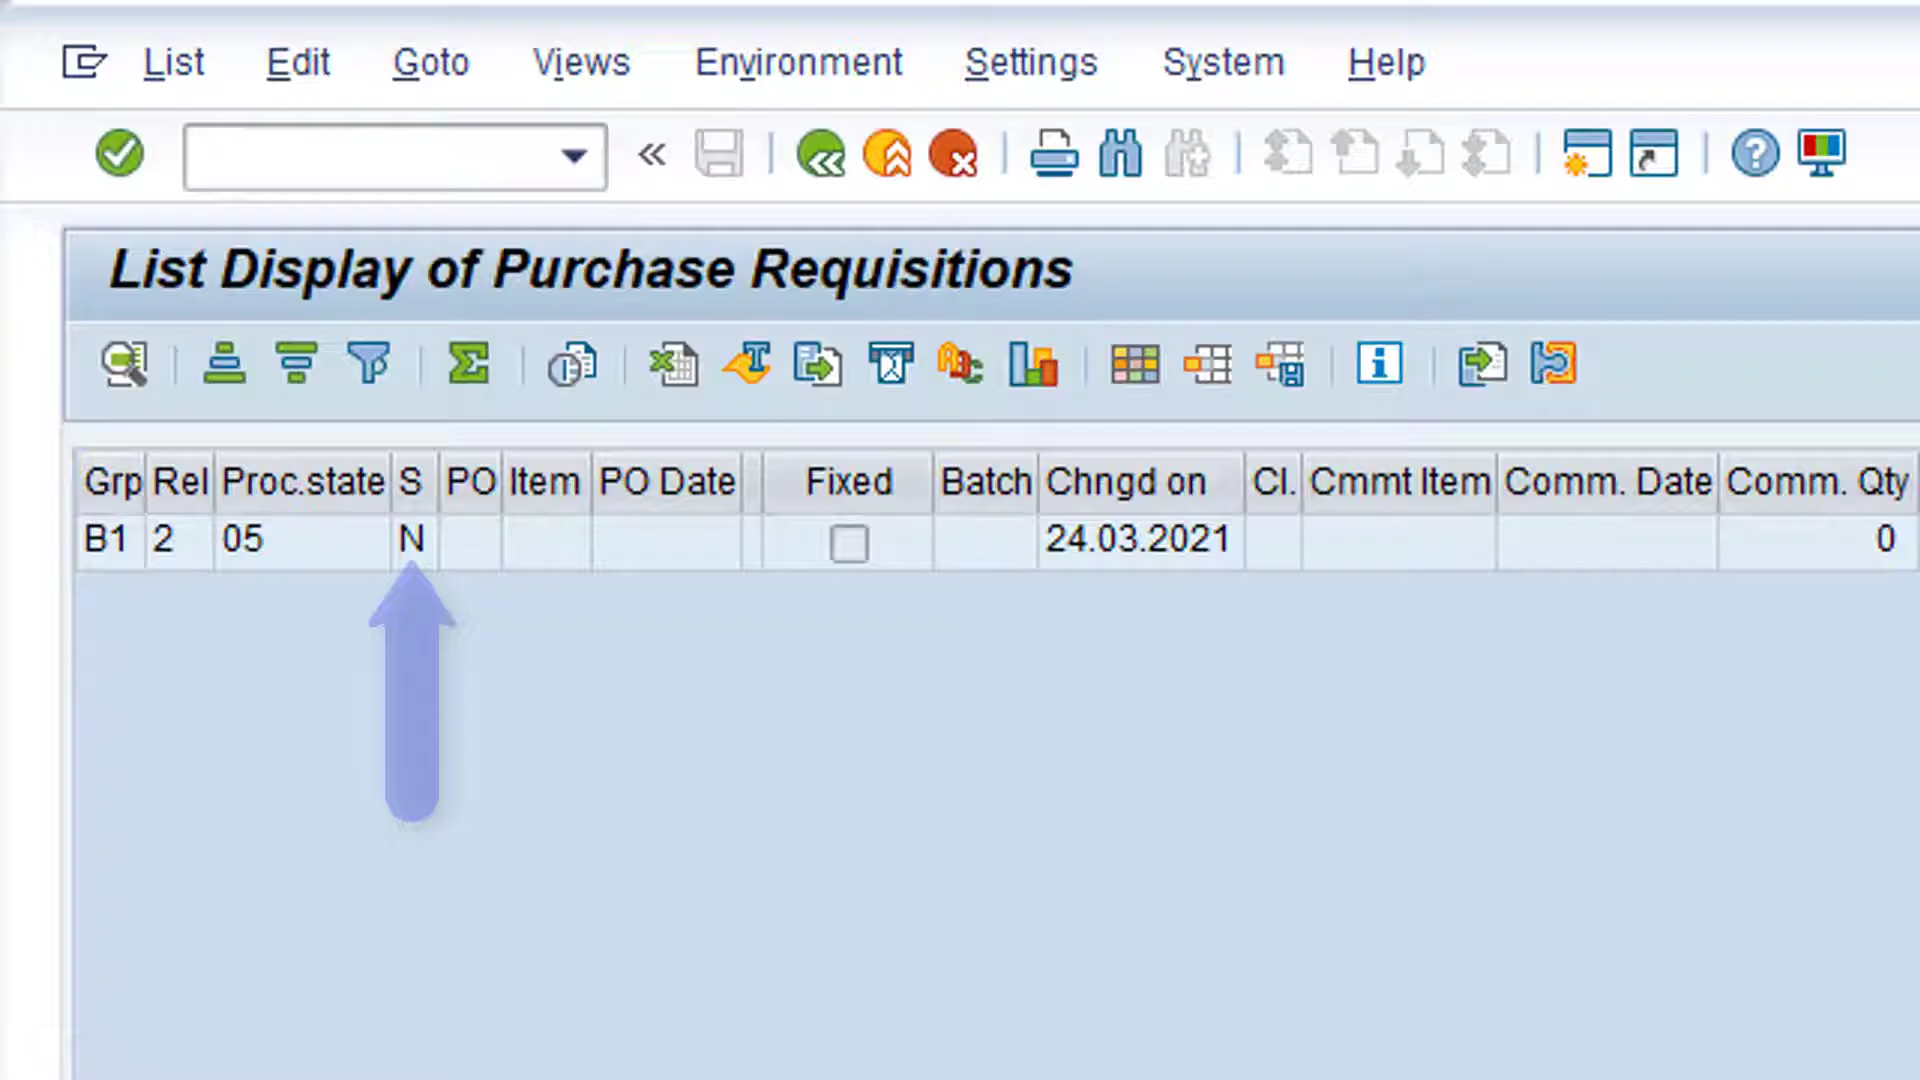 List Edit Goto Views Environment Settings System Help
List Display of Purchase Requisitions
Grp Rel Proc.state S PO Item PO Date Fixed Batch Chngd on Cl. Cmmt Item Comm. Date Comm. Qty
B1 2 05 N 24.03.2021 0